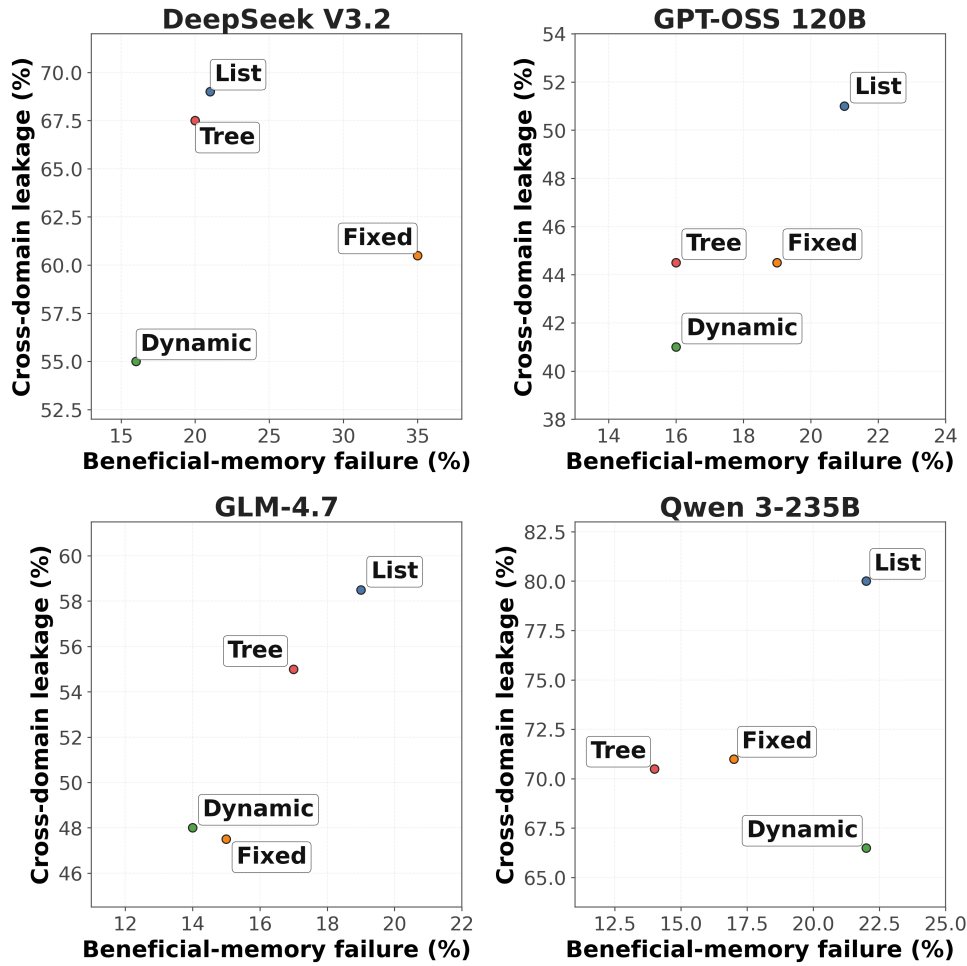 DeepSeek V3.2
Cross-domain leakage (%)
70.0
67.5
65.0
62.5
60.0
57.5
55.0
52.5
List
Tree
Fixed
Dynamic
15 20 25 30 35
Beneficial-memory failure (%)
GPT-OSS 120B
Cross-domain leakage (%)
54
52
50
48
46
44
42
40
38
List
Tree
Fixed
Dynamic
14 16 18 20 22 24
Beneficial-memory failure (%)
GLM-4.7
Cross-domain leakage (%)
60
58
56
54
52
50
48
46
List
Tree
Dynamic
Fixed
12 14 16 18 20 22
Beneficial-memory failure (%)
Qwen 3-235B
Cross-domain leakage (%)
82.5
80.0
77.5
75.0
72.5
70.0
67.5
65.0
List
Fixed
Tree
Dynamic
12.5 15.0 17.5 20.0 22.5 25.0
Beneficial-memory failure (%)